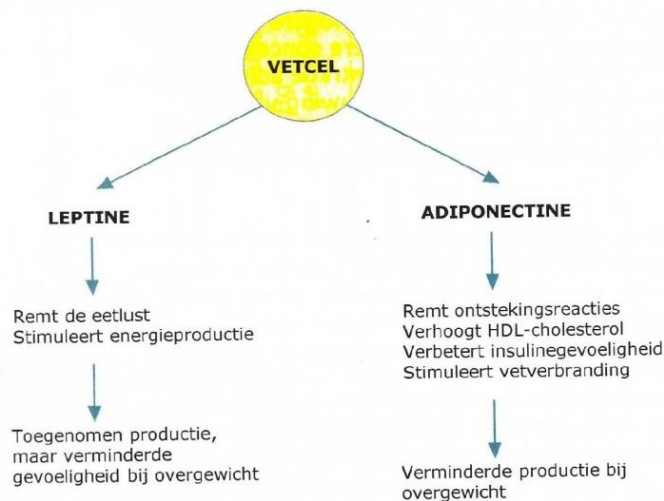 VETCEL
LEPTINE
Remt de eetlust
Stimuleert energieproductie
Toegenomen productie,
maar verminderde
gevoeligheid bij overgewicht
ADIPONECTINE
Remt ontstekingsreacties
Verhoogt HDL-cholesterol
Verbetert insulinegevoeligheid
Stimuleert vetverbranding
Verminderde productie bij
overgewicht